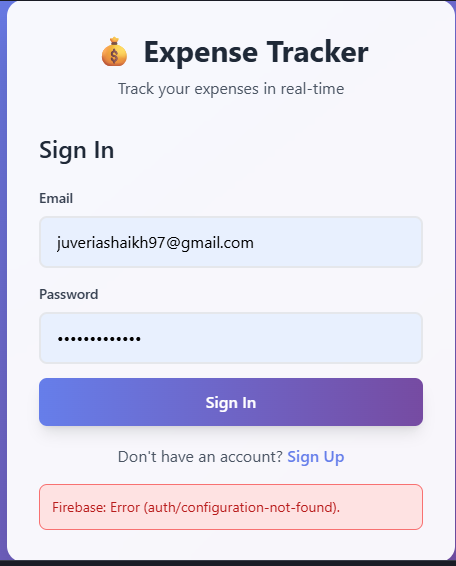 💰 Expense Tracker
Track your expenses in real-time
Sign In
Email
juveriashaikh97@gmail.com
Password
•••••••••••••
Sign In
Don't have an account? Sign Up
Firebase: Error (auth/configuration-not-found).